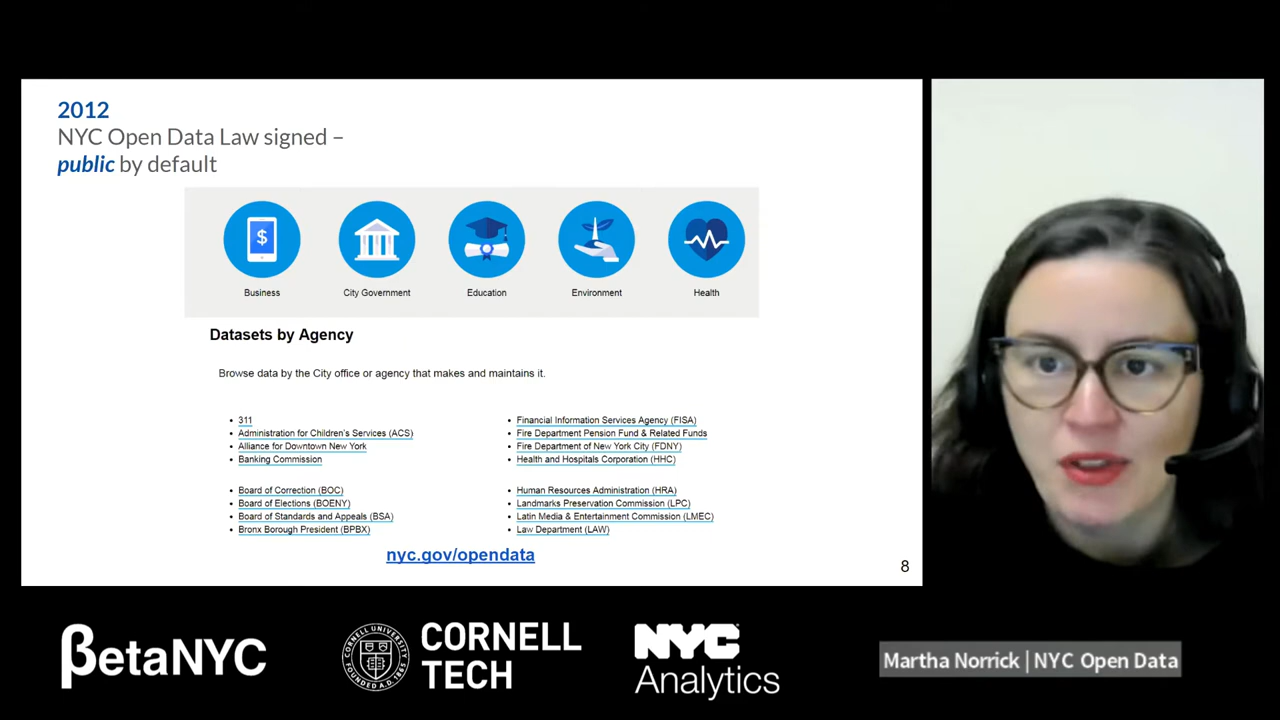 2012
NYC Open Data Law signed –
public by default
Business
City Government
Education
Environment
Health
Datasets by Agency
Browse data by the City office or agency that makes and maintains it.
• 311
• Administration for Children's Services (ACS)
• Alliance for Downtown New York
• Banking Commission
• Board of Correction (BOC)
• Board of Elections (BOENY)
• Board of Standards and Appeals (BSA)
• Bronx Borough President (BPBX)
• Financial Information Services Agency (FISA)
• Fire Department Pension Fund & Related Funds
• Fire Department of New York City (FDNY)
• Health and Hospitals Corporation (HHC)
• Human Resources Administration (HRA)
• Landmarks Preservation Commission (LPC)
• Latin Media & Entertainment Commission (LMEC)
• Law Department (LAW)
nyc.gov/opendata
8
βetaNYC
CORNELL UNIVERSITY
FOUNDED A.D. 1865
CORNELL
TECH
NYC
Analytics
Martha Norrick | NYC Open Data